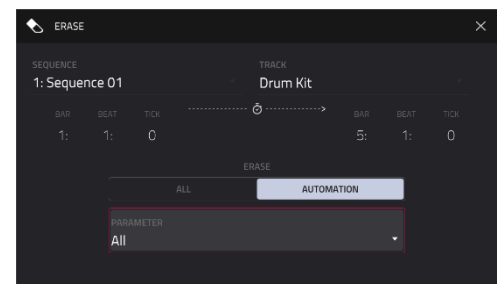 ERASE
SEQUENCE TRACK
1: Sequence 01 Drum Kit
BAR BEAT TICK BAR BEAT TICK
1: 1: 0 5: 1: 0
ERASE
ALL AUTOMATION
PARAMETER
All